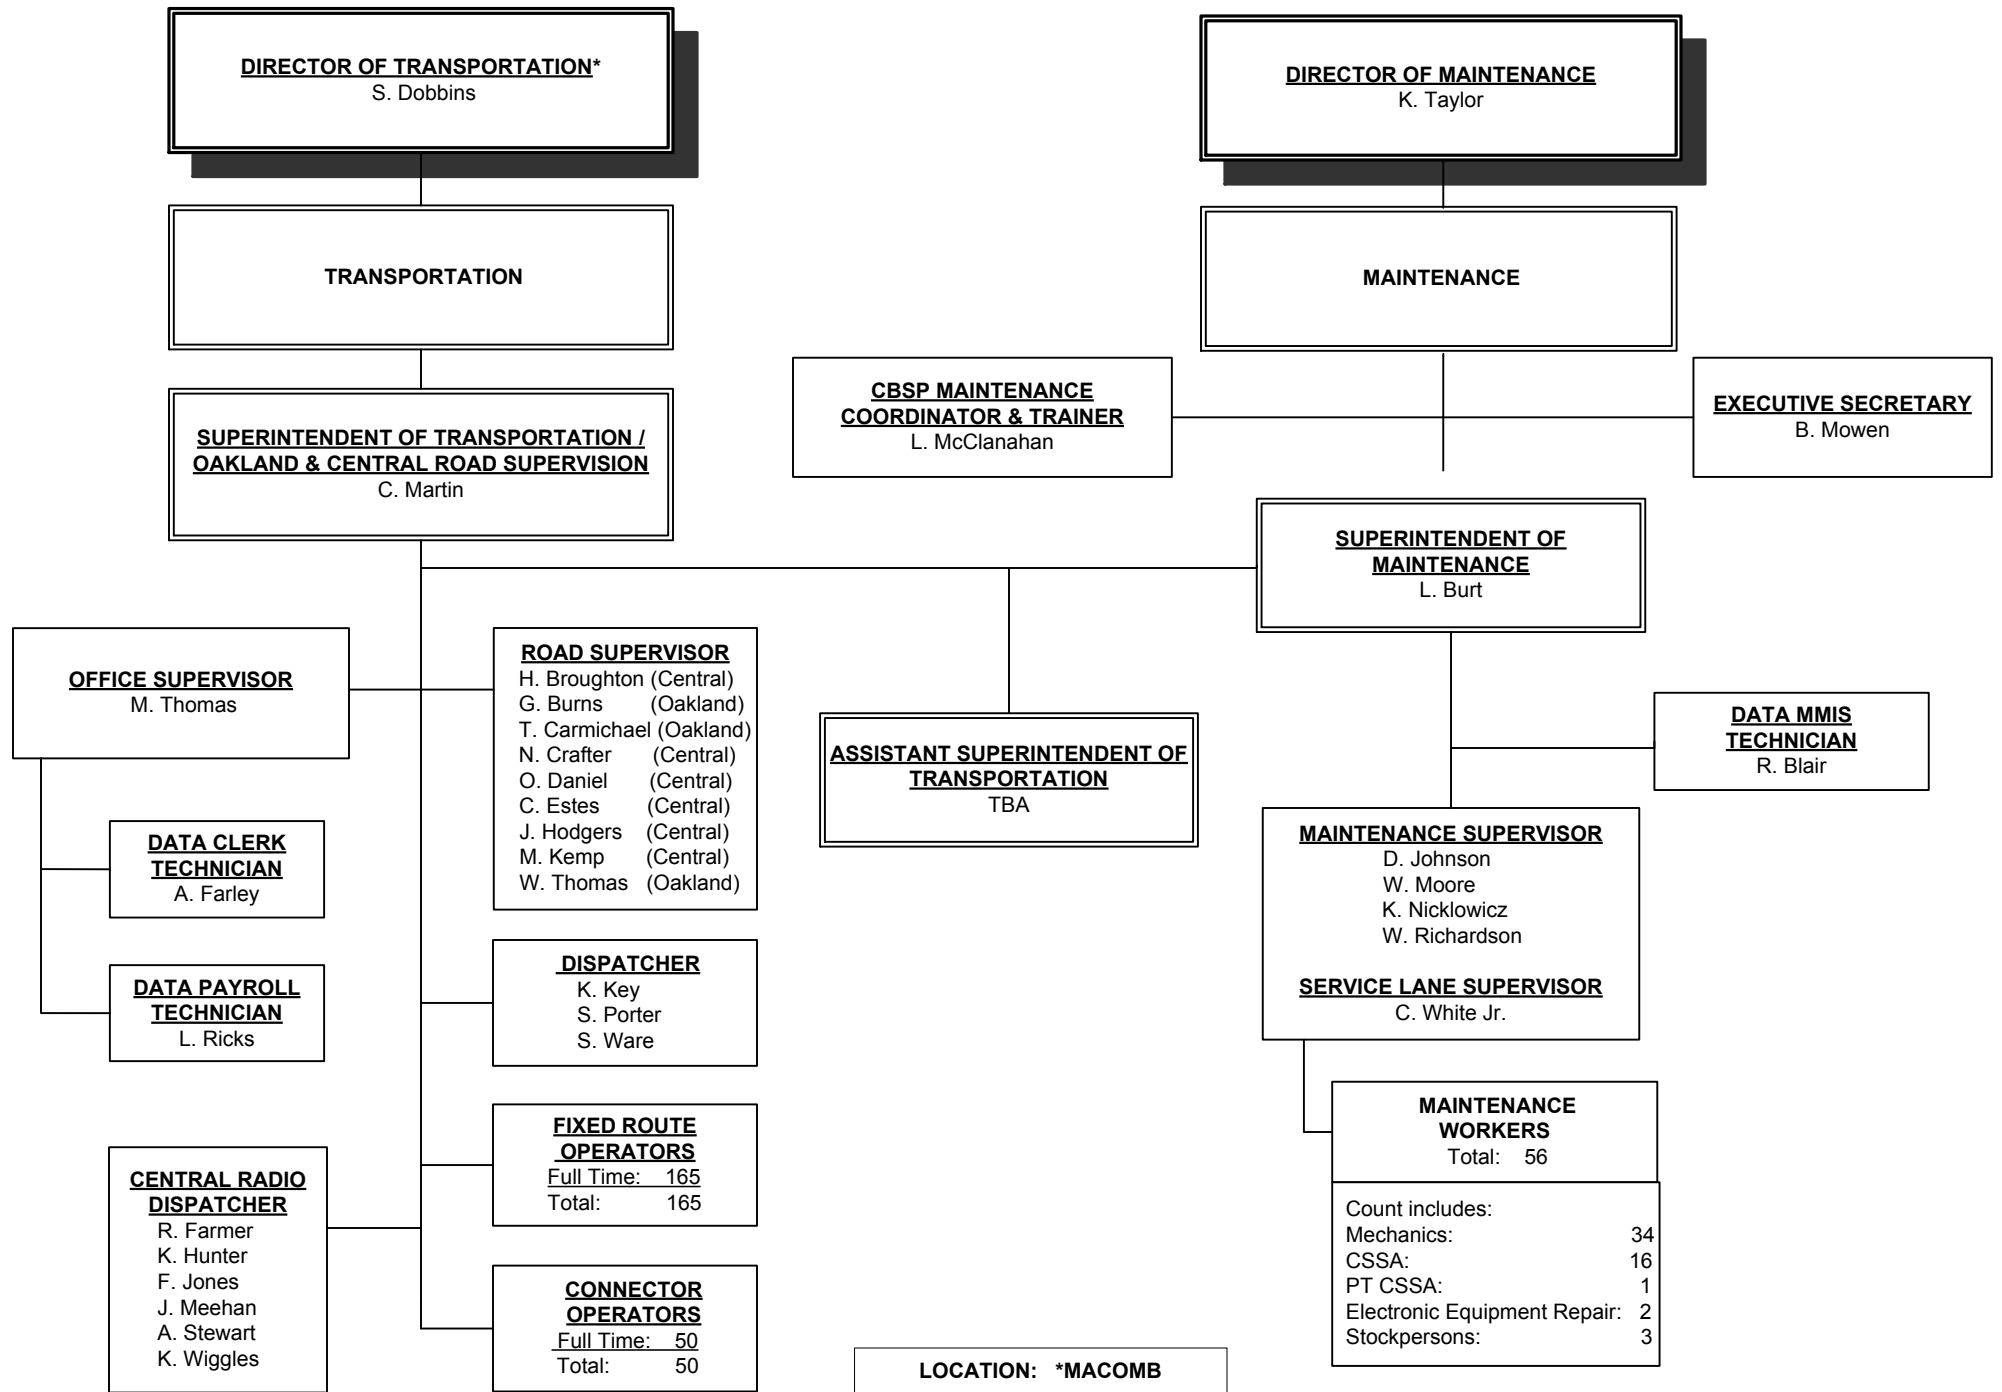 DIRECTOR OF TRANSPORTATION*
S. Dobbins
DIRECTOR OF MAINTENANCE
K. Taylor
TRANSPORTATION
MAINTENANCE
SUPERINTENDENT OF TRANSPORTATION /
OAKLAND & CENTRAL ROAD SUPERVISION
C. Martin
CBSP MAINTENANCE
COORDINATOR & TRAINER
L. McClanahan
EXECUTIVE SECRETARY
B. Mowen
SUPERINTENDENT OF
MAINTENANCE
L. Burt
OFFICE SUPERVISOR
M. Thomas
ROAD SUPERVISOR
H. Broughton (Central)
G. Burns (Oakland)
T. Carmichael (Oakland)
N. Crafter (Central)
O. Daniel (Central)
C. Estes (Central)
J. Hodgers (Central)
M. Kemp (Central)
W. Thomas (Oakland)
ASSISTANT SUPERINTENDENT OF
TRANSPORTATION
TBA
DATA MMIS
TECHNICIAN
R. Blair
DATA CLERK
TECHNICIAN
A. Farley
DATA PAYROLL
TECHNICIAN
L. Ricks
DISPATCHER
K. Key
S. Porter
S. Ware
MAINTENANCE SUPERVISOR
D. Johnson
W. Moore
K. Nicklowicz
W. Richardson
SERVICE LANE SUPERVISOR
C. White Jr.
CENTRAL RADIO
DISPATCHER
R. Farmer
K. Hunter
F. Jones
J. Meehan
A. Stewart
K. Wiggles
FIXED ROUTE
OPERATORS
Full Time: 165
Total: 165
CONNECTOR
OPERATORS
Full Time: 50
Total: 50
MAINTENANCE
WORKERS
Total: 56
Count includes:
Mechanics: 34
CSSA: 16
PT CSSA: 1
Electronic Equipment Repair: 2
Stockpersons: 3
LOCATION: *MACOMB